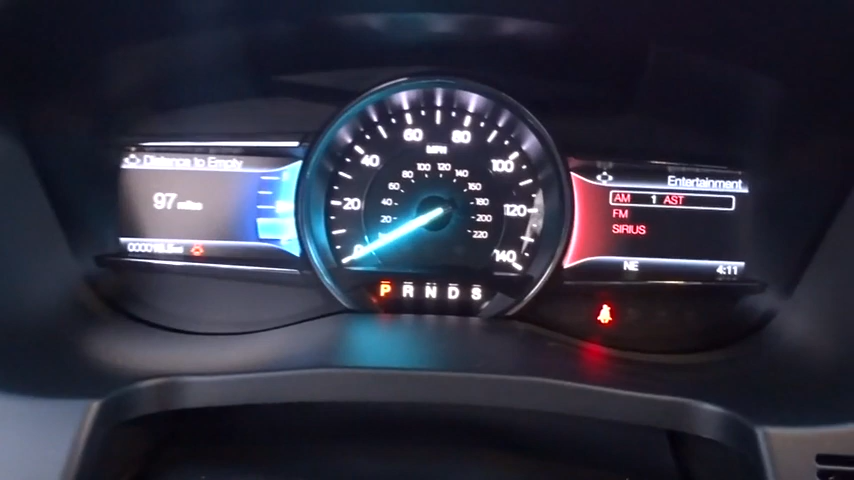 Distance to Empty
97 miles
MPH
0 20 40 60 80 100 120 140
20 40 60 80 100 120 140 160 180 200 220
P R N D S
Entertainment
AM 1 AST
FM
SIRIUS
NE 4:11